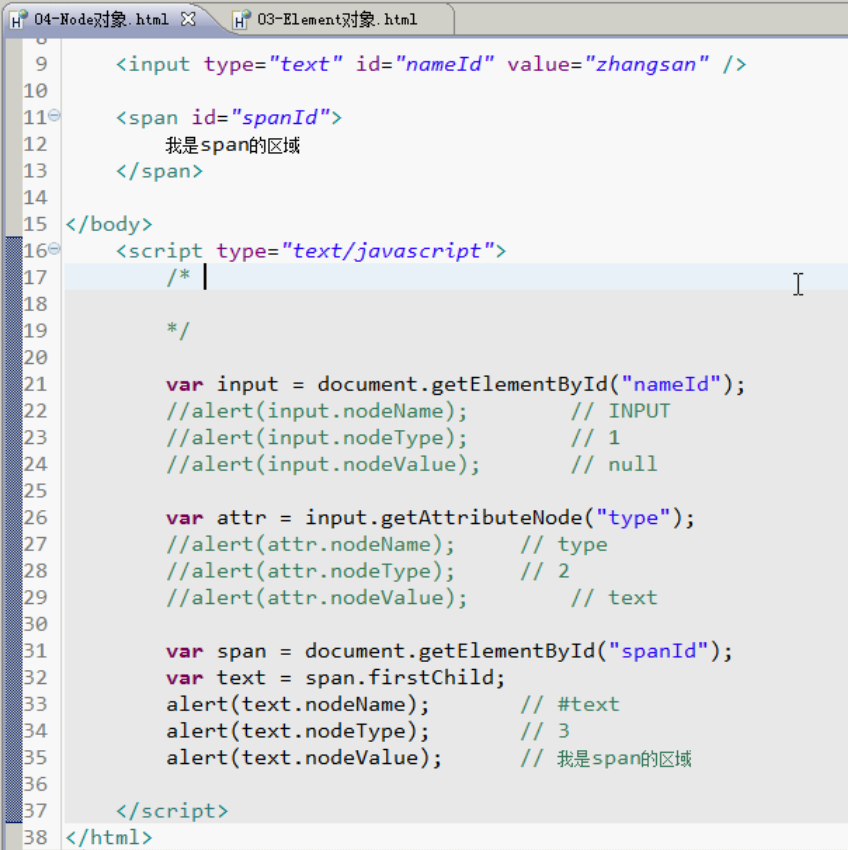 04-Node对象.html
03-Element对象.html
8
9 <input type="text" id="nameId" value="zhangsan" />
10
11 <span id="spanId">
12 我是span的区域
13 </span>
14
15 </body>
16 <script type="text/javascript">
17 /*
18
19 */
20
21 var input = document.getElementById("nameId");
22 //alert(input.nodeName); // INPUT
23 //alert(input.nodeType); // 1
24 //alert(input.nodeValue); // null
25
26 var attr = input.getAttributeNode("type");
27 //alert(attr.nodeName); // type
28 //alert(attr.nodeType); // 2
29 //alert(attr.nodeValue); // text
30
31 var span = document.getElementById("spanId");
32 var text = span.firstChild;
33 alert(text.nodeName); // #text
34 alert(text.nodeType); // 3
35 alert(text.nodeValue); // 我是span的区域
36
37 </script>
38 </html>